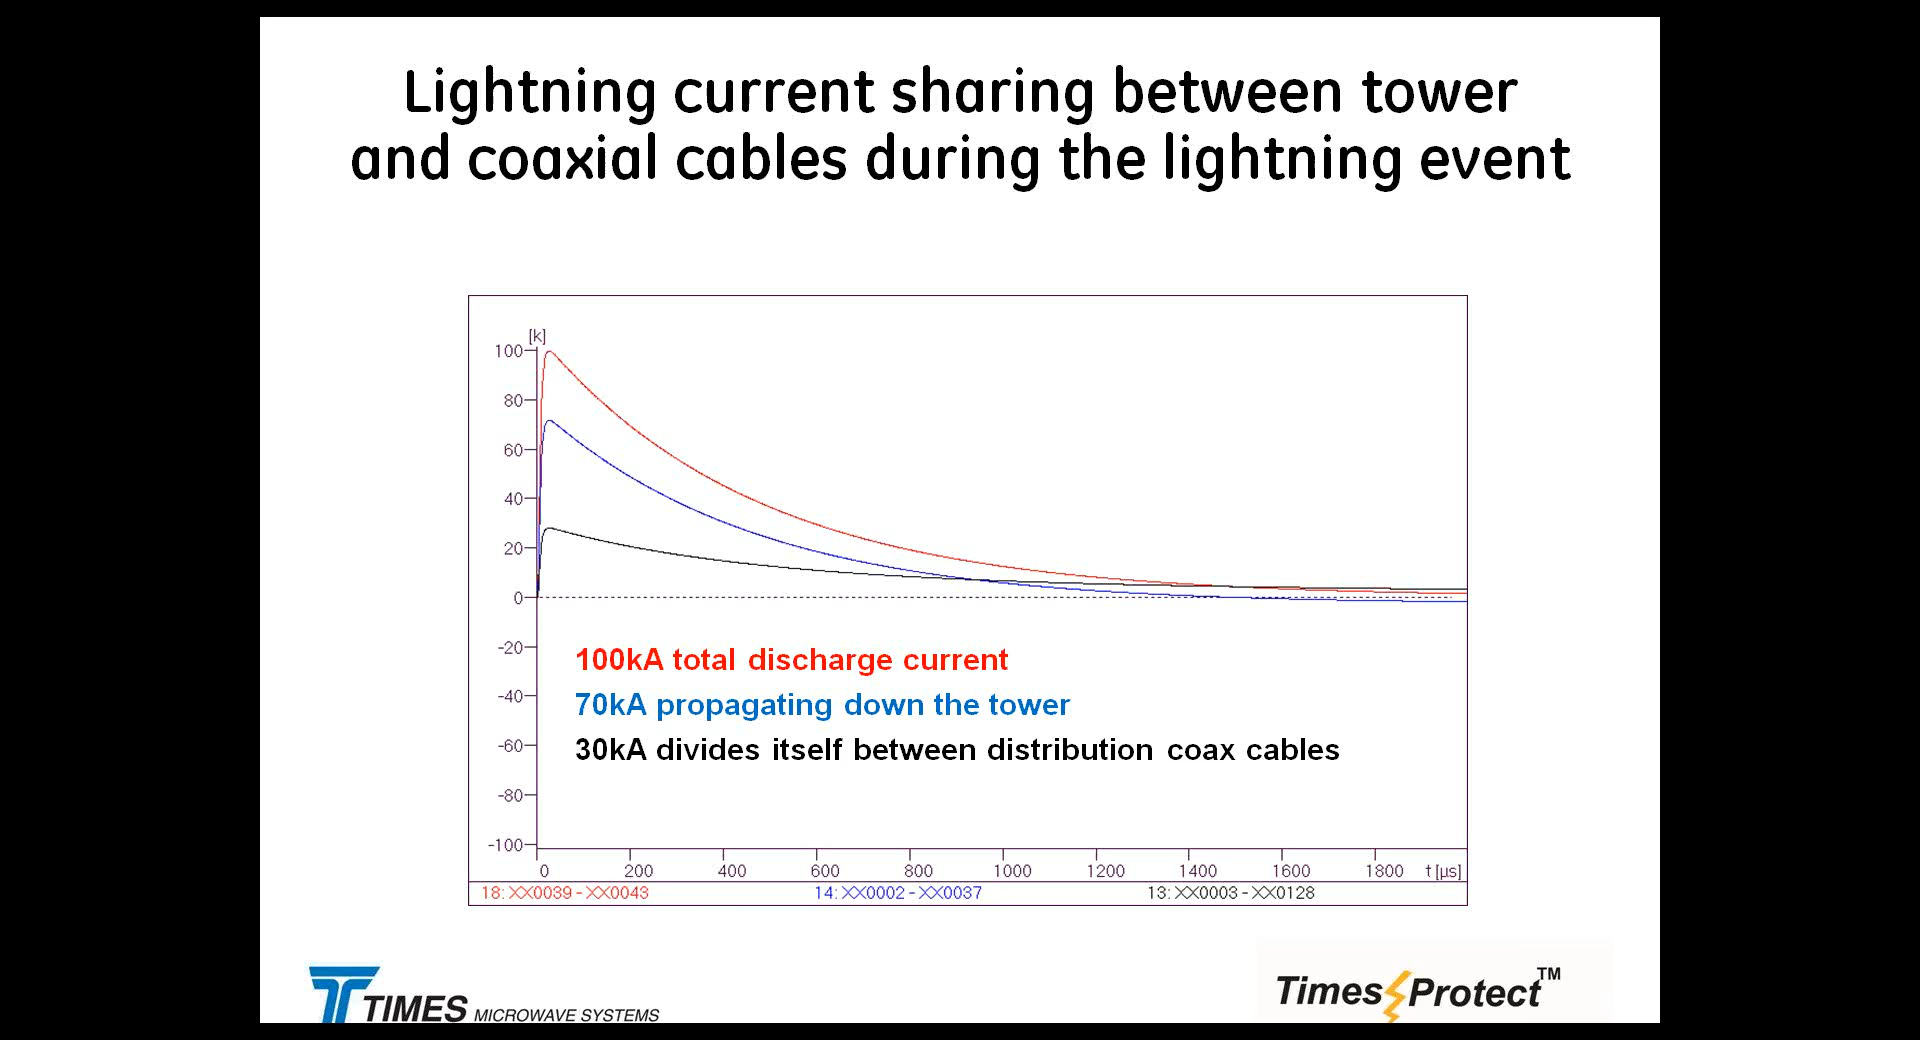 Lightning current sharing between tower
and coaxial cables during the lightning event
[k]
100
80
60
40
20
0
-20
-40
-60
-80
-100
100kA total discharge current
70kA propagating down the tower
30kA divides itself between distribution coax cables
0 200 400 600 800 1000 1200 1400 1600 1800 t [µs]
18: XX0039 - XX0043 14: XX0002 - XX0037 13: XX0003 - XX0128
TIMES MICROWAVE SYSTEMS
Times Protect™